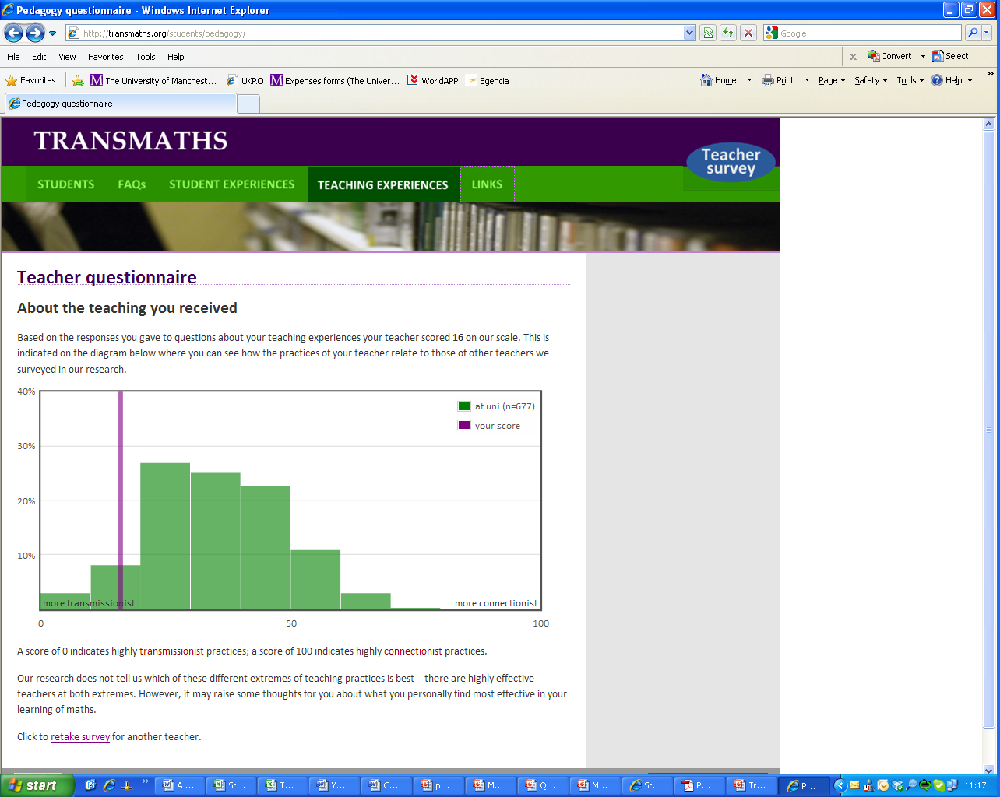 Pedagogy questionnaire - Windows Internet Explorer
http://transmaths.org/students/pedagogy/
Google
File Edit View Favorites Tools Help
x Convert Select
Favorites The University of Manchest... UKRO Expenses forms (The Univer... WorldAPP Egencia
Home Print Page Safety Tools Help »
Pedagogy questionnaire
TRANSMATHS
Teacher
survey
STUDENTS FAQs STUDENT EXPERIENCES TEACHING EXPERIENCES LINKS
Teacher questionnaire
About the teaching you received
Based on the responses you gave to questions about your teaching experiences your teacher scored 16 on our scale. This is
indicated on the diagram below where you can see how the practices of your teacher relate to those of other teachers we
surveyed in our research.
40%
at uni (n=677)
your score
30%
20%
10%
more transmissionist more connectionist
0 50 100
A score of 0 indicates highly transmissionist practices; a score of 100 indicates highly connectionist practices.
Our research does not tell us which of these different extremes of teaching practices is best – there are highly effective
teachers at both extremes. However, it may raise some thoughts for you about what you personally find most effective in your
learning of maths.
Click to retake survey for another teacher.
start » A ... St... T... Y... C... p... M... Q... M... St... P... Tr... P... 11:17